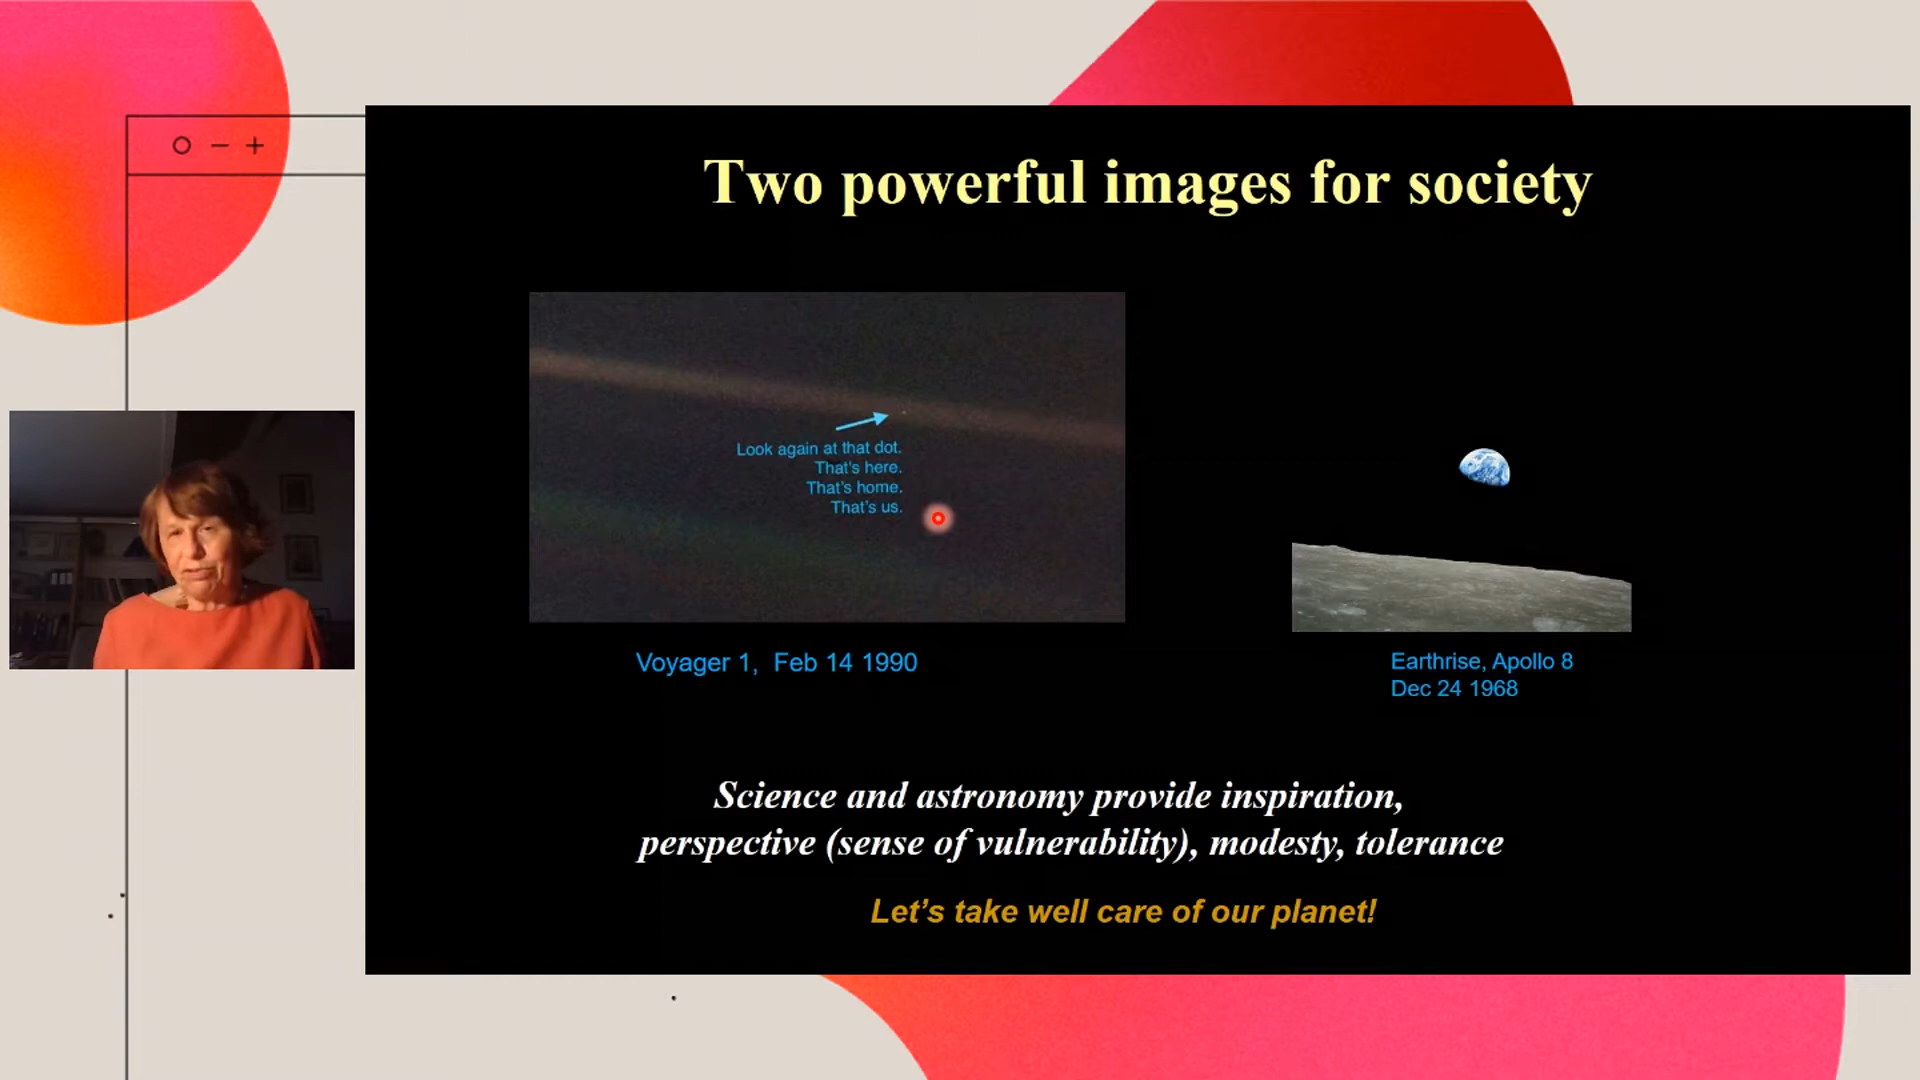 Two powerful images for society
Look again at that dot.
That's here.
That's home.
That's us.
Voyager 1, Feb 14 1990
Earthrise, Apollo 8
Dec 24 1968
Science and astronomy provide inspiration,
perspective (sense of vulnerability), modesty, tolerance
Let's take well care of our planet!